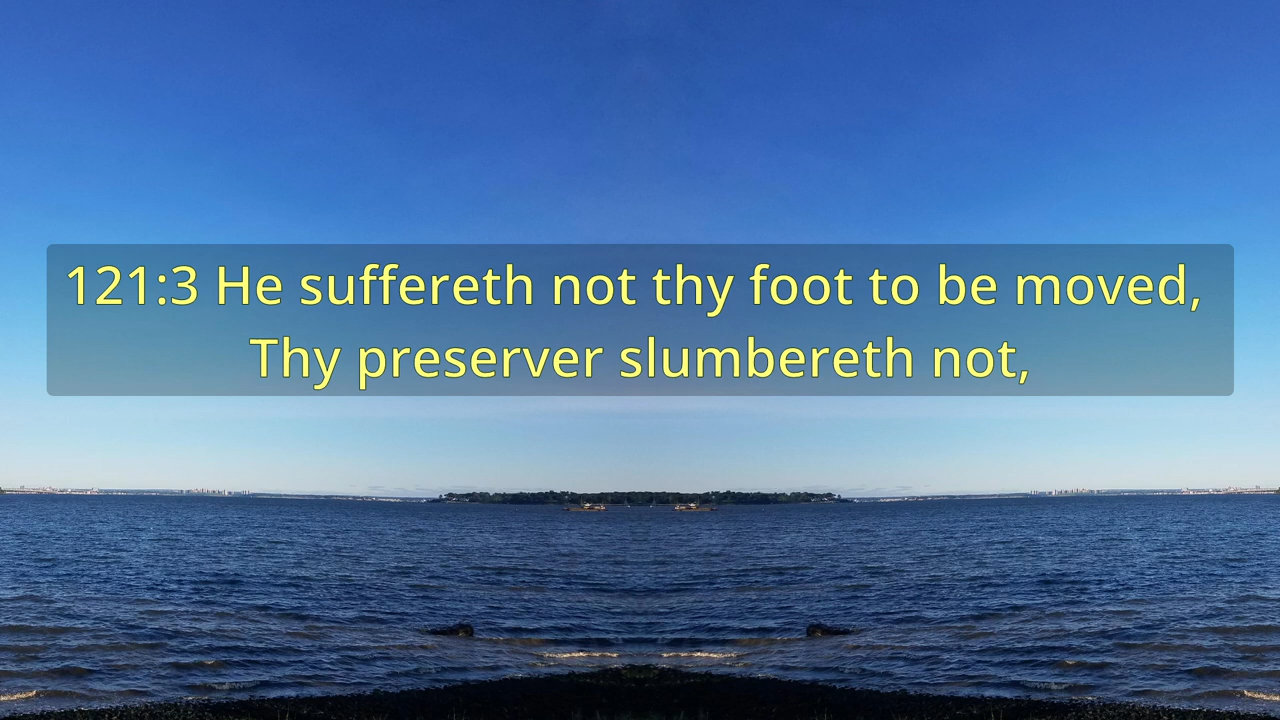 121:3 He suffereth not thy foot to be moved,
Thy preserver slumbereth not,